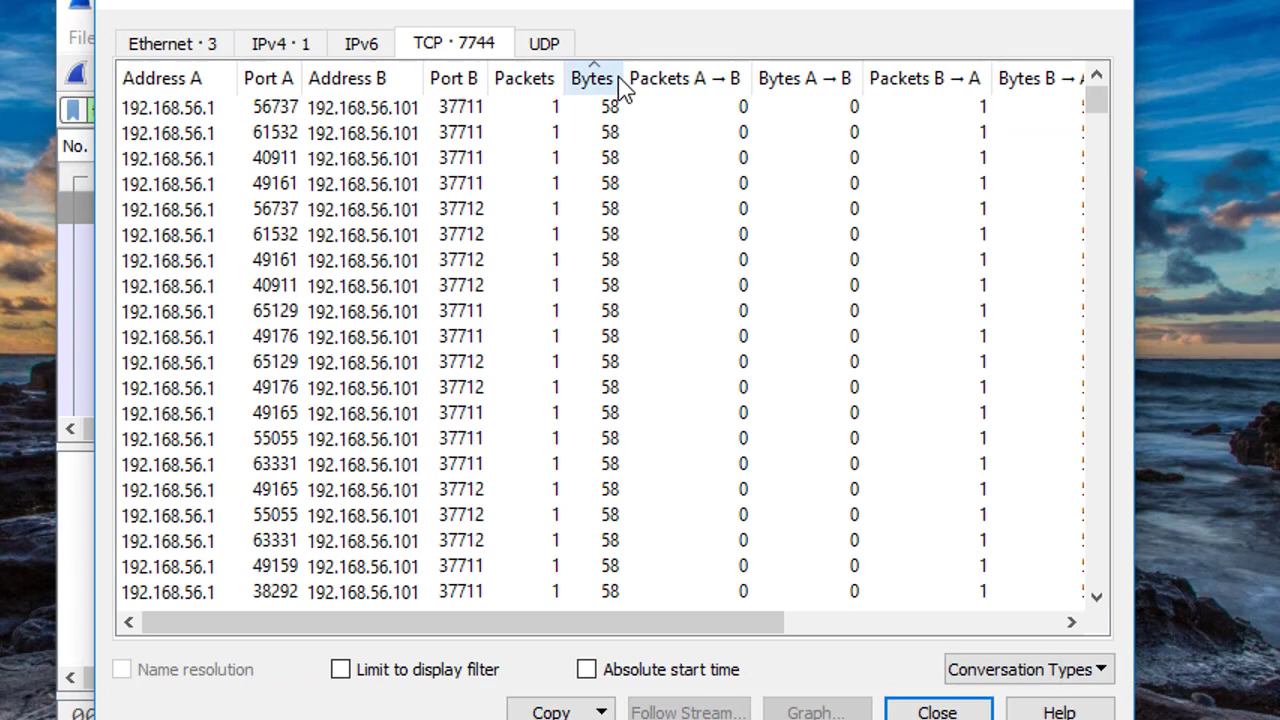 File
No.
Ethernet · 3 IPv4 · 1 IPv6 TCP · 7744 UDP
Address A Port A Address B Port B Packets Bytes Packets A → B Bytes A → B Packets B → A Bytes B →
192.168.56.1 56737 192.168.56.101 37711 1 58 0 0 1
192.168.56.1 61532 192.168.56.101 37711 1 58 0 0 1
192.168.56.1 40911 192.168.56.101 37711 1 58 0 0 1
192.168.56.1 49161 192.168.56.101 37711 1 58 0 0 1
192.168.56.1 56737 192.168.56.101 37712 1 58 0 0 1
192.168.56.1 61532 192.168.56.101 37712 1 58 0 0 1
192.168.56.1 49161 192.168.56.101 37712 1 58 0 0 1
192.168.56.1 40911 192.168.56.101 37712 1 58 0 0 1
192.168.56.1 65129 192.168.56.101 37711 1 58 0 0 1
192.168.56.1 49176 192.168.56.101 37711 1 58 0 0 1
192.168.56.1 65129 192.168.56.101 37712 1 58 0 0 1
192.168.56.1 49176 192.168.56.101 37712 1 58 0 0 1
192.168.56.1 49165 192.168.56.101 37711 1 58 0 0 1
192.168.56.1 55055 192.168.56.101 37711 1 58 0 0 1
192.168.56.1 63331 192.168.56.101 37711 1 58 0 0 1
192.168.56.1 49165 192.168.56.101 37712 1 58 0 0 1
192.168.56.1 55055 192.168.56.101 37712 1 58 0 0 1
192.168.56.1 63331 192.168.56.101 37712 1 58 0 0 1
192.168.56.1 49159 192.168.56.101 37711 1 58 0 0 1
192.168.56.1 38292 192.168.56.101 37711 1 58 0 0 1
Name resolution Limit to display filter Absolute start time Conversation Types
Copy Follow Stream... Graph... Close Help